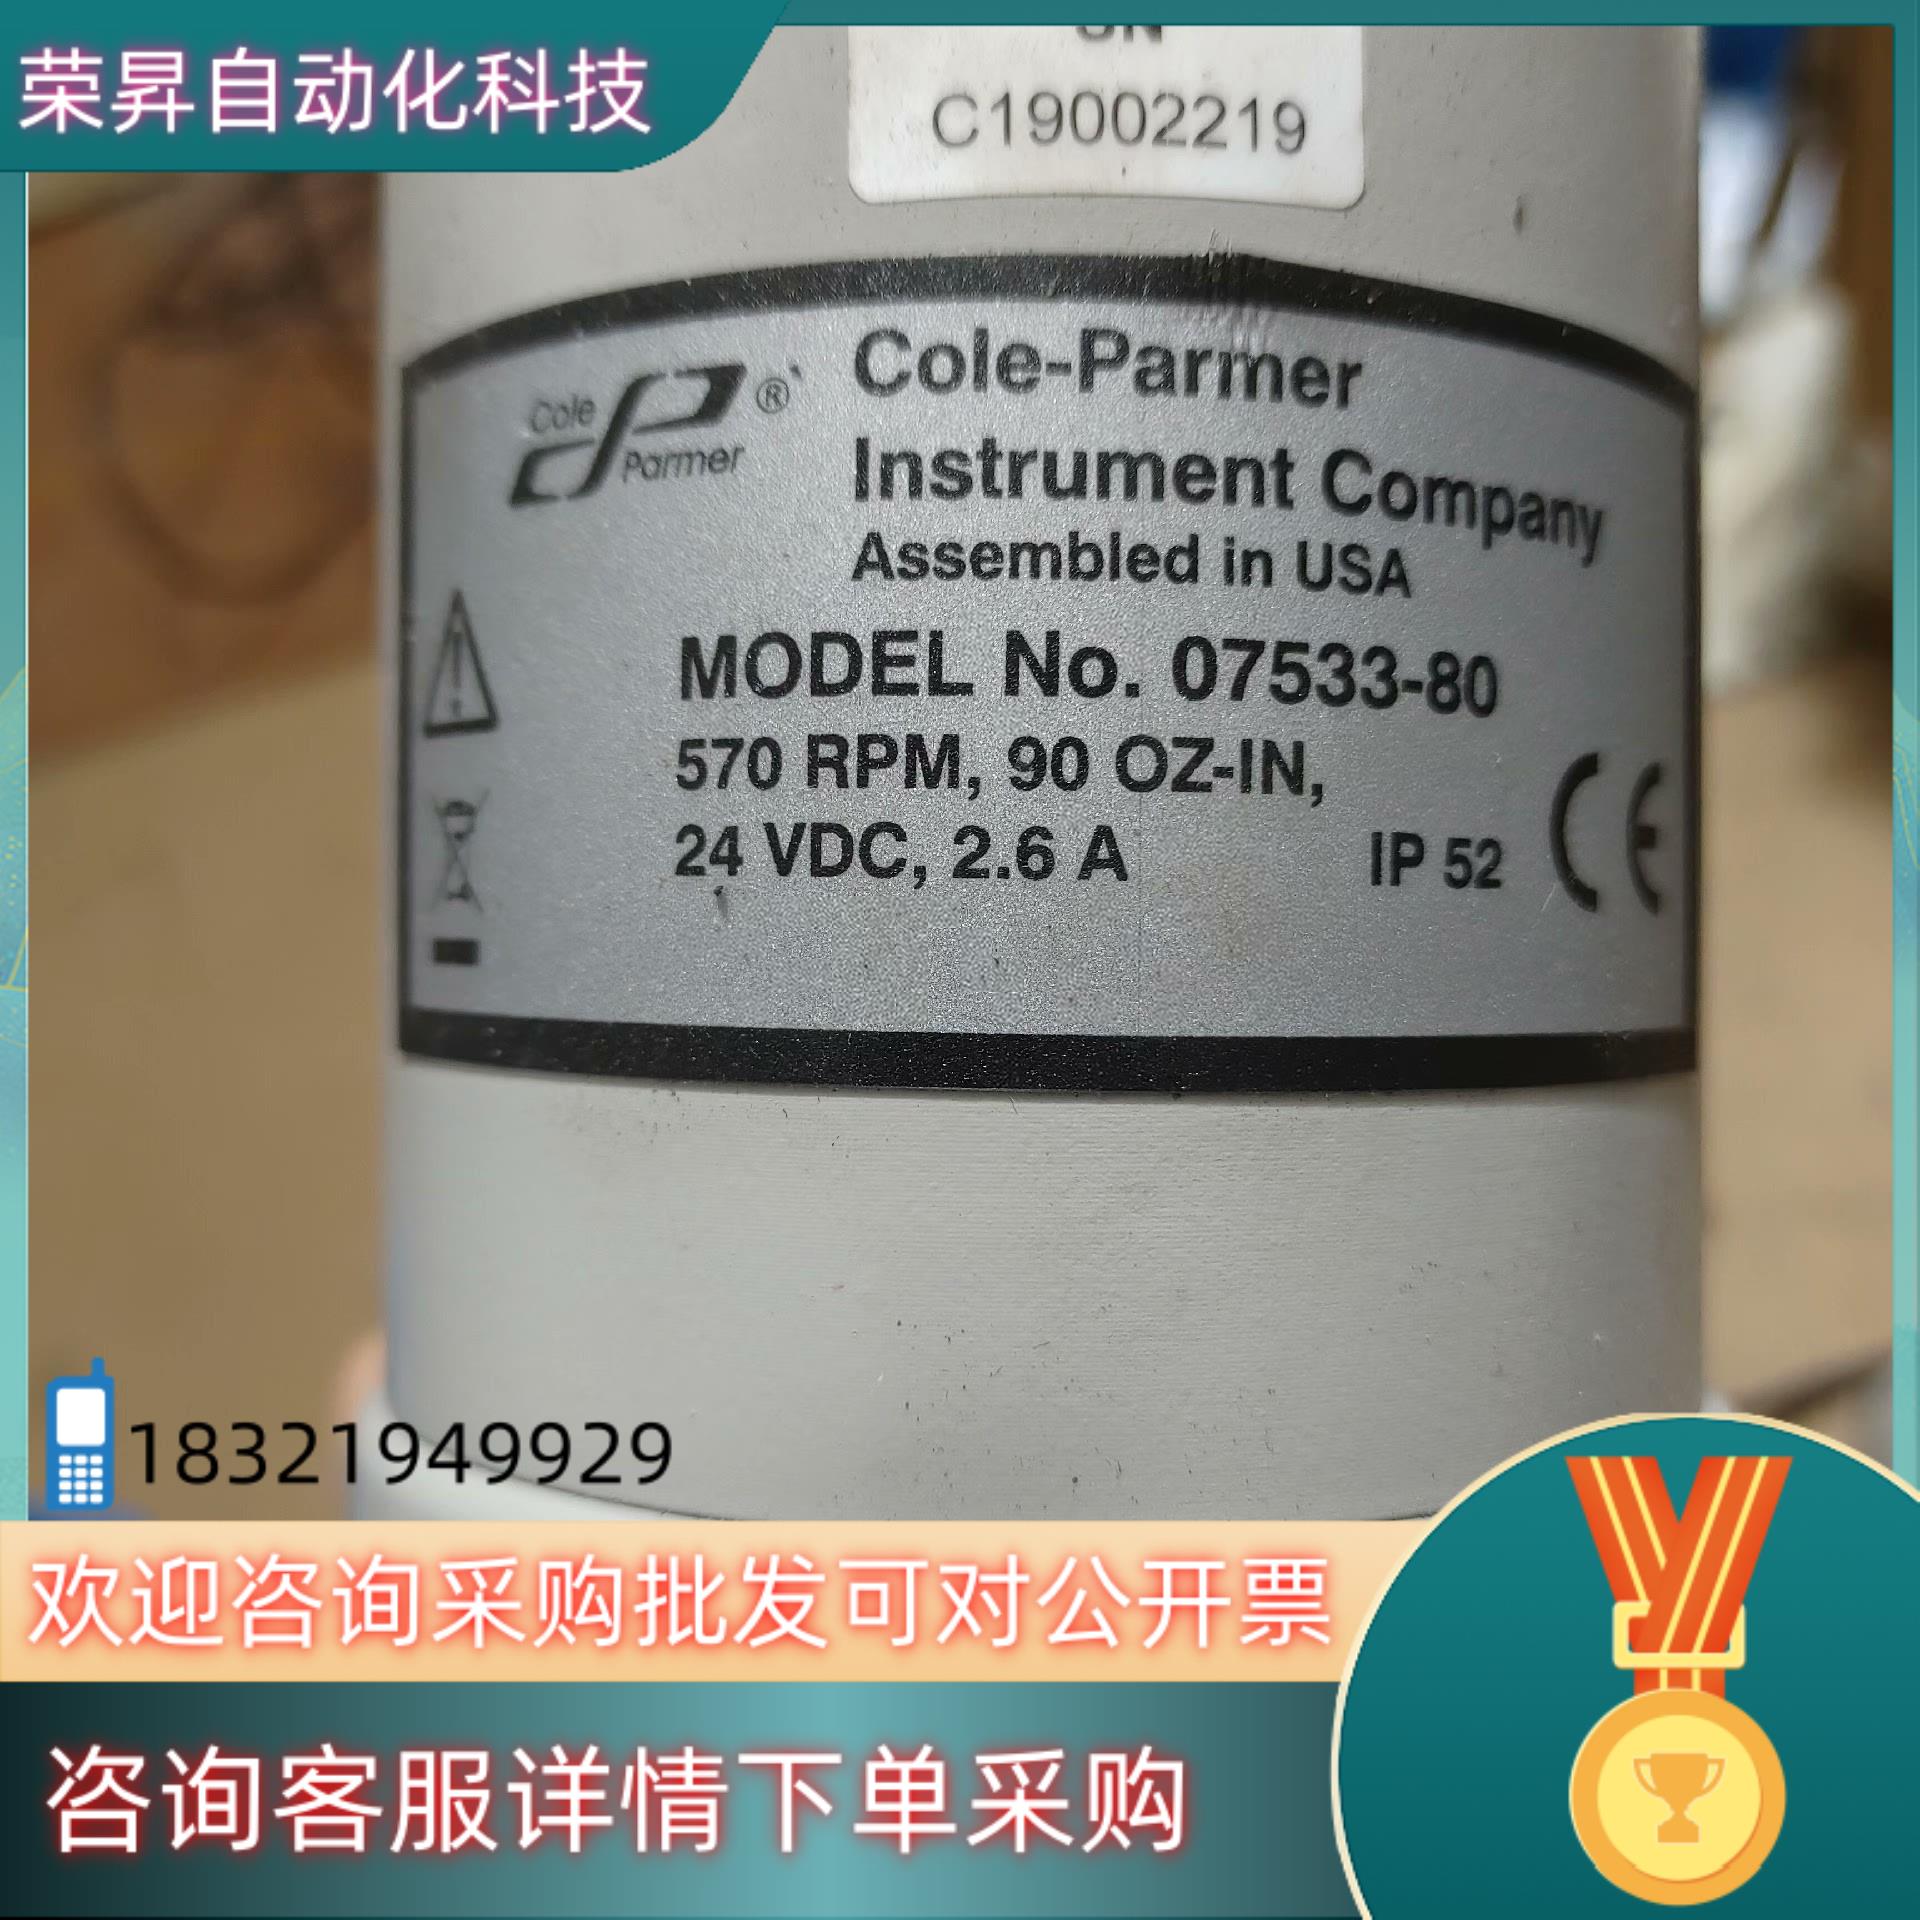 荣昇自动化科技
SN
C19002219
Cole Parmer®
Cole-Parmer
Instrument Company
Assembled in USA
MODEL No. 07533-80
570 RPM, 90 OZ-IN,
24 VDC, 2.6 A
IP 52
CE
18321949929
欢迎咨询采购批发可对公开票
咨询客服详情下单采购